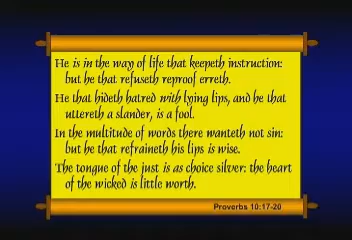 He is in the way of life that keepeth instruction:
but he that refuseth reproof erreth.
He that hideth hatred with lying lips, and he that
uttereth a slander, is a fool.
In the multitude of words there wanteth not sin:
but he that refraineth his lips is wise.
The tongue of the just is as choice silver: the heart
of the wicked is little worth.
Proverbs 10:17-20